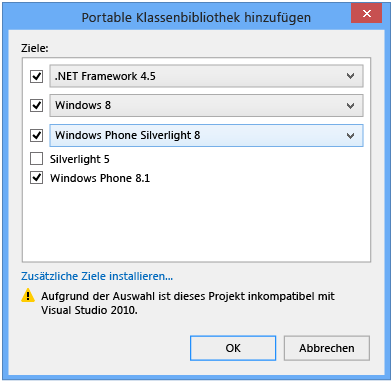 Portable Klassenbibliothek hinzufügen
Ziele:
.NET Framework 4.5
Windows 8
Windows Phone Silverlight 8
Silverlight 5
Windows Phone 8.1
Zusätzliche Ziele installieren...
Aufgrund der Auswahl ist dieses Projekt inkompatibel mit
Visual Studio 2010.
OK
Abbrechen